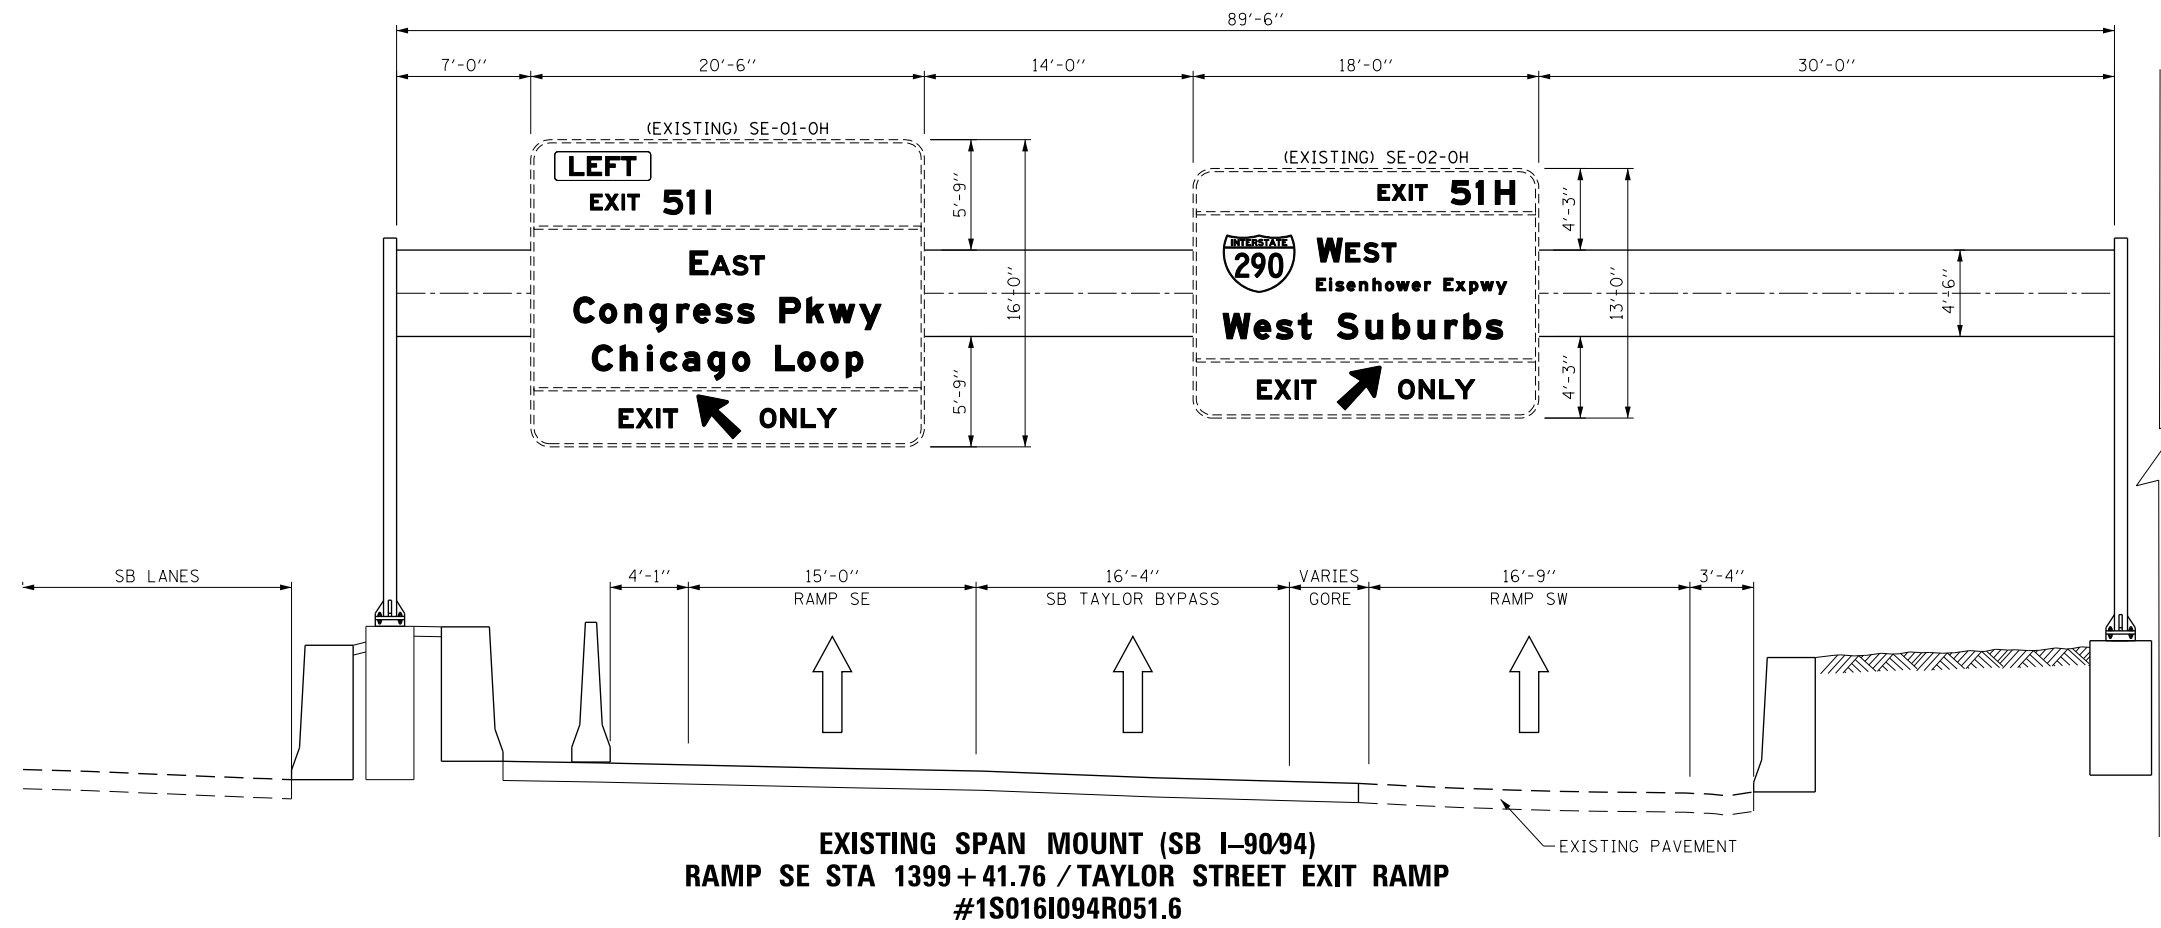 89'-6"
7'-0" 20'-6" 14'-0" 18'-0" 30'-0"
(EXISTING) SE-01-OH
LEFT
EXIT 51I
EAST
Congress Pkwy
Chicago Loop
EXIT ONLY
5'-9"
16'-0"
5'-9"
(EXISTING) SE-02-OH
EXIT 51H
INTERSTATE
290
WEST
Eisenhower Expwy
West Suburbs
EXIT ONLY
4'-3"
13'-0"
4'-3"
4'-6"
SB LANES
4'-1"
15'-0"
RAMP SE
16'-4"
SB TAYLOR BYPASS
VARIES
GORE
16'-9"
RAMP SW
3'-4"
EXISTING PAVEMENT
EXISTING SPAN MOUNT (SB I-90/94)
RAMP SE STA 1399+41.76 / TAYLOR STREET EXIT RAMP
#1S016I094R051.6